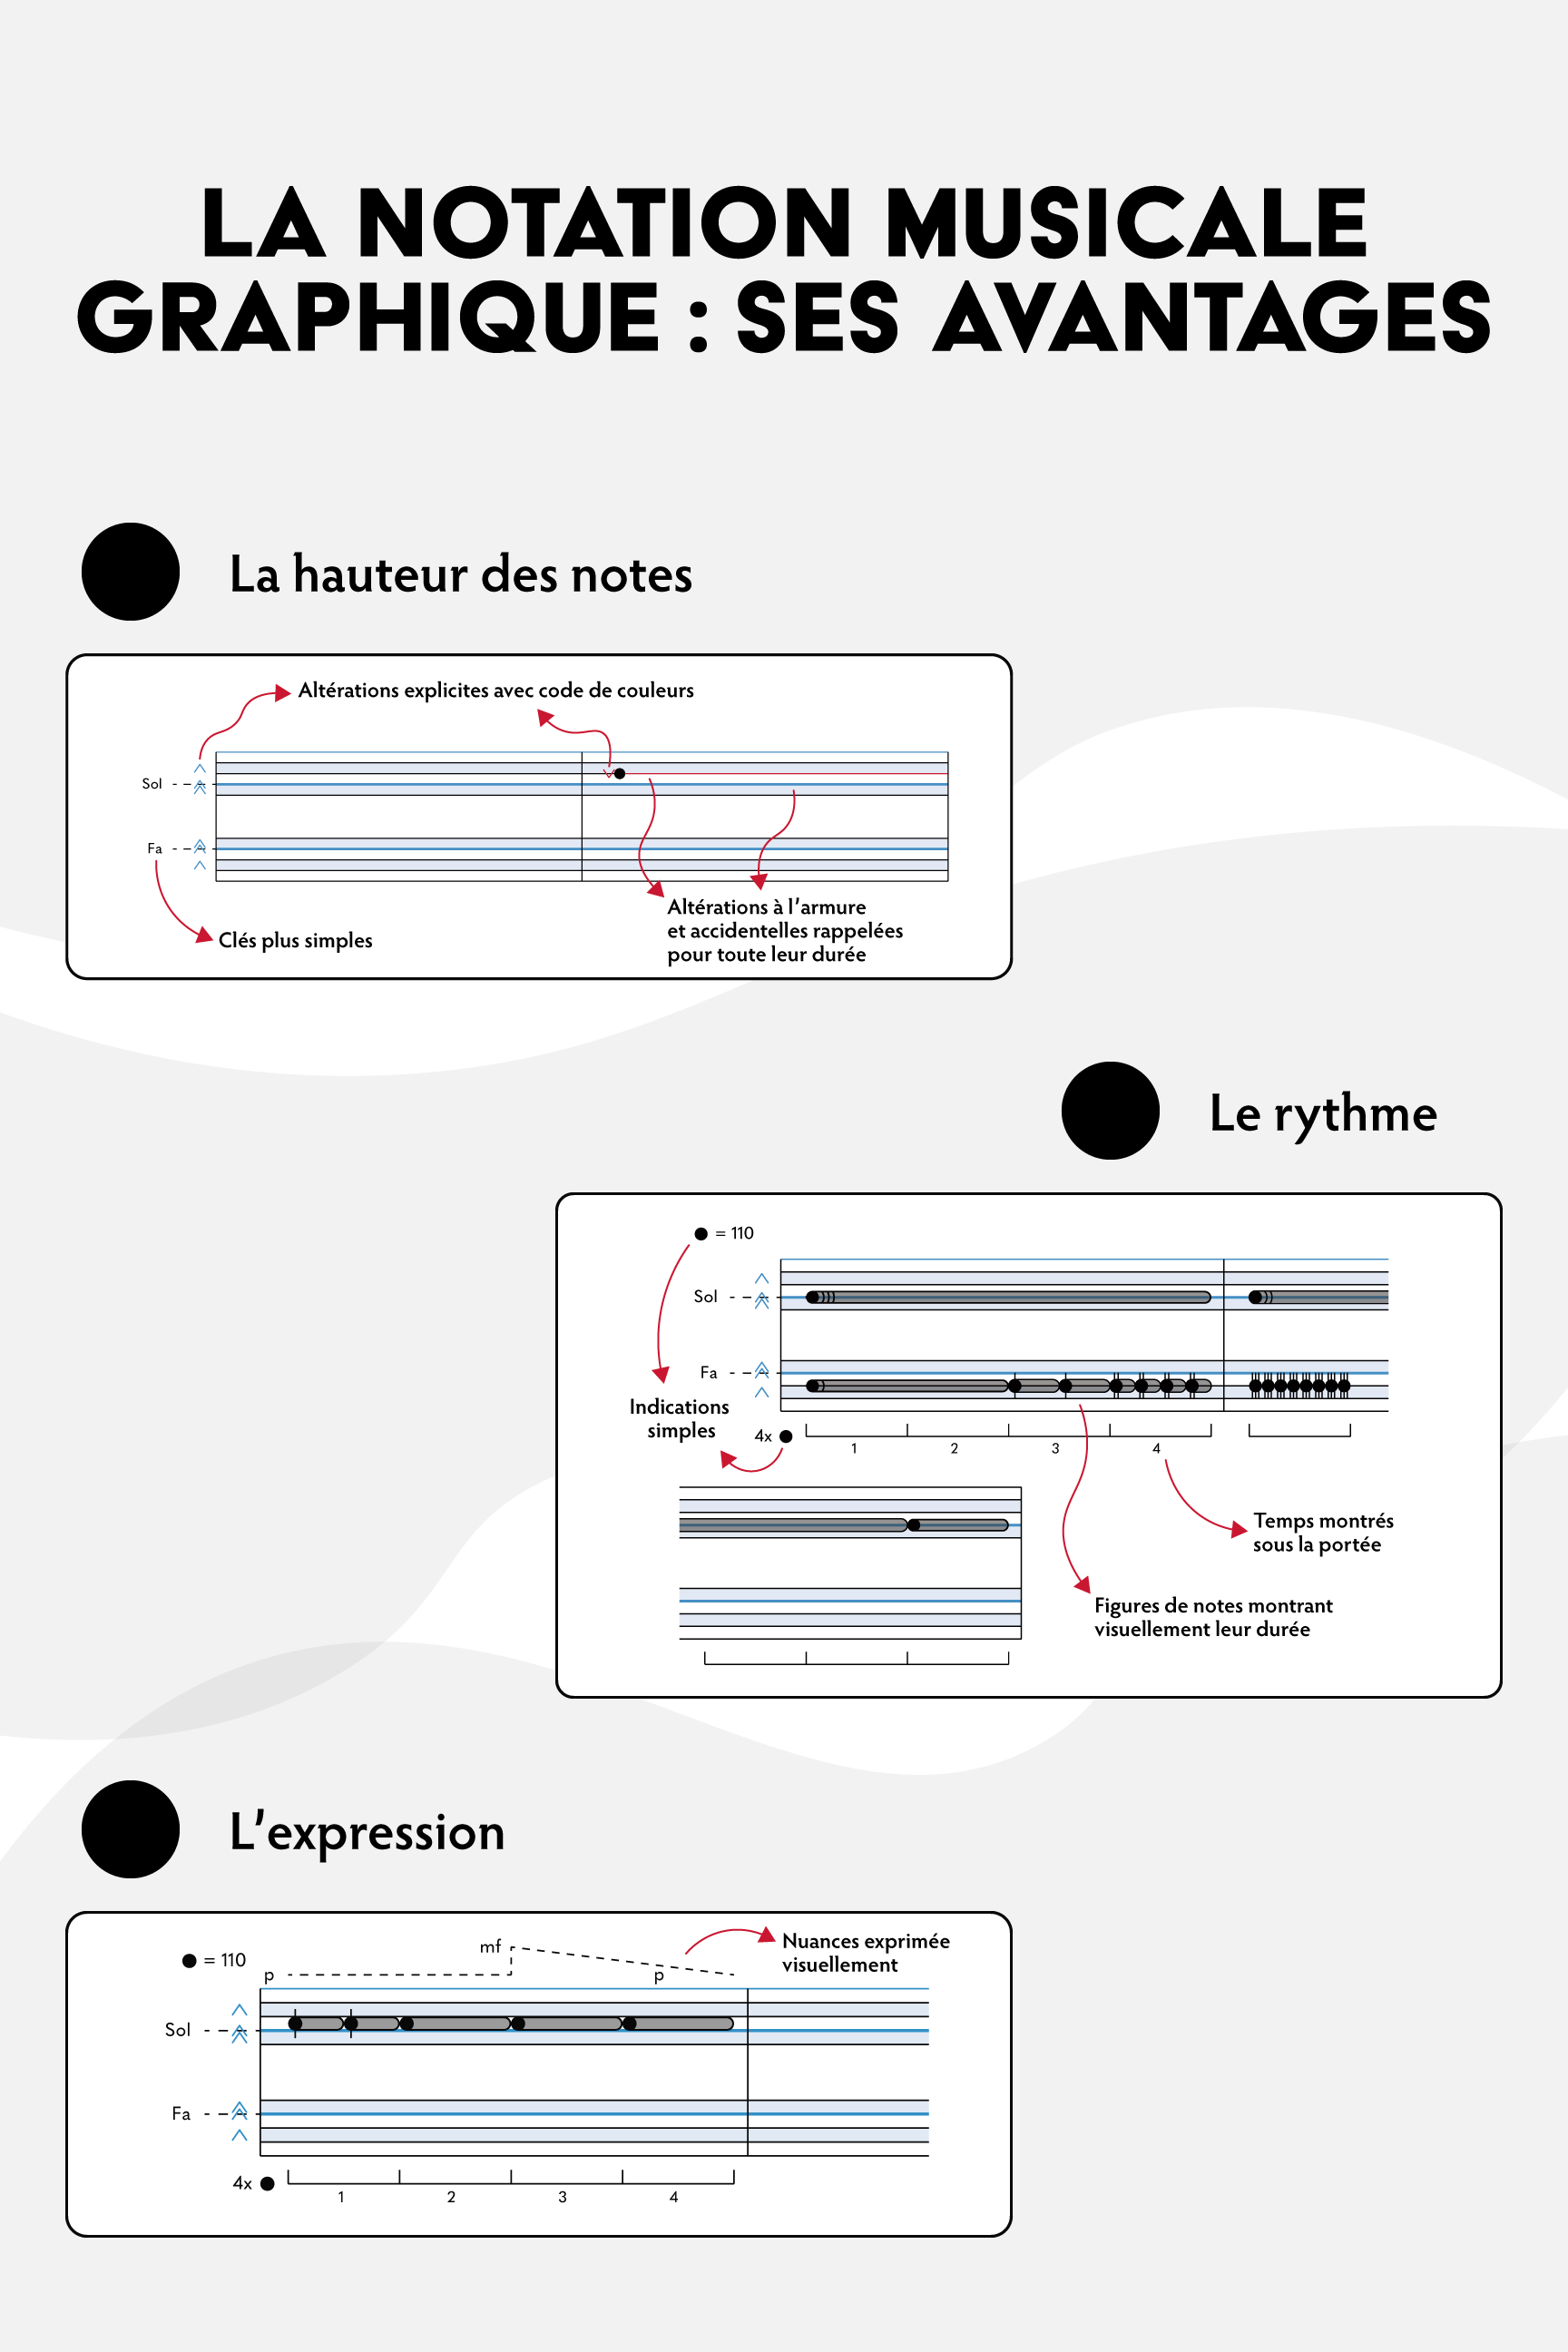 LA NOTATION MUSICALE
GRAPHIQUE : SES AVANTAGES
La hauteur des notes
Altérations explicites avec code de couleurs
Sol
Fa
Clés plus simples
Altérations à l'armure
et accidentelles rappelées
pour toute leur durée
Le rythme
= 110
Sol
Fa
Indications
simples
4x
1 2 3 4
Temps montrés
sous la portée
Figures de notes montrant
visuellement leur durée
L'expression
= 110
p
mf
p
Nuances exprimée
visuellement
Sol
Fa
4x
1 2 3 4